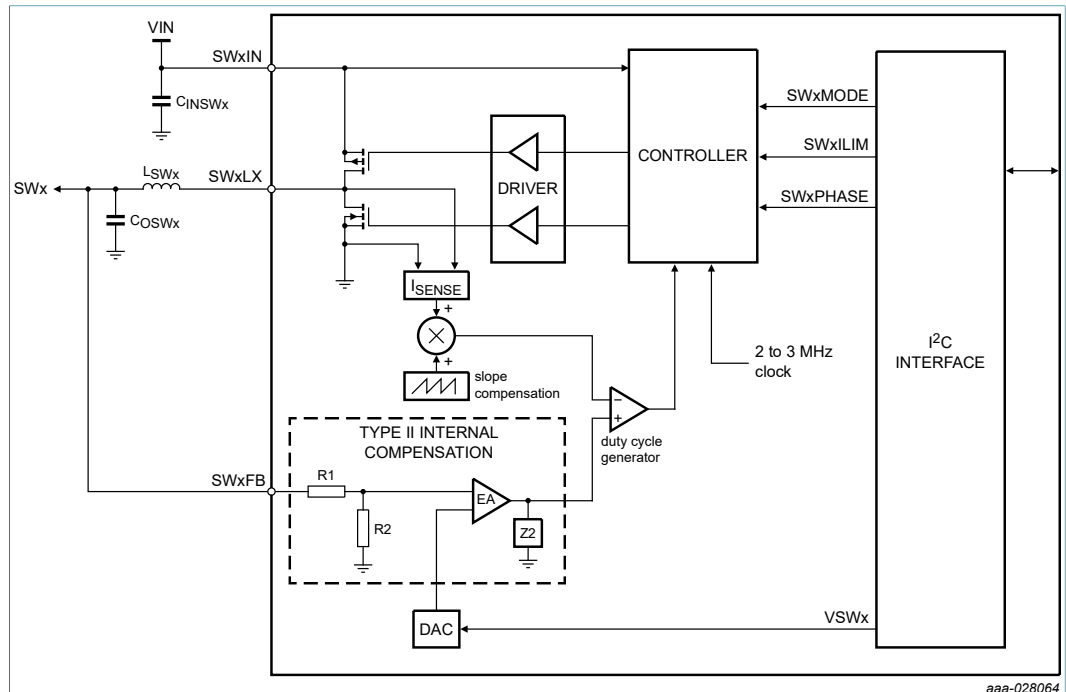 VIN
SWxIN
CINSWx
SWxMODE
SWxILIM
SWxPHASE
CONTROLLER
DRIVER
LSWx
SWxLX
SWx
COSWx
ISENSE
+
+
slope
compensation
2 to 3 MHz
clock
I2C
INTERFACE
−
+
duty cycle
generator
TYPE II INTERNAL
COMPENSATION
SWxFB
R1
R2
EA
Z2
DAC
VSWx
aaa-028064